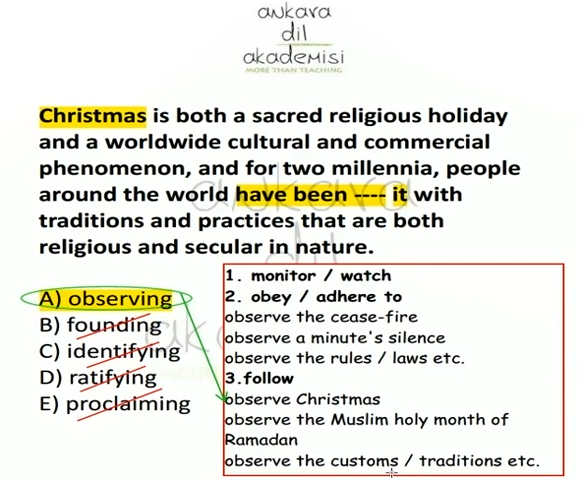 ankara
dil
akademisi
MORE THAN TEACHING
Christmas is both a sacred religious holiday
and a worldwide cultural and commercial
phenomenon, and for two millennia, people
around the world have been ---- it with
traditions and practices that are both
religious and secular in nature.
A) observing
B) founding
C) identifying
D) ratifying
E) proclaiming
1. monitor / watch
2. obey / adhere to
observe the cease-fire
observe a minute's silence
observe the rules / laws etc.
3.follow
observe Christmas
observe the Muslim holy month of
Ramadan
observe the customs / traditions etc.
ankara
dil